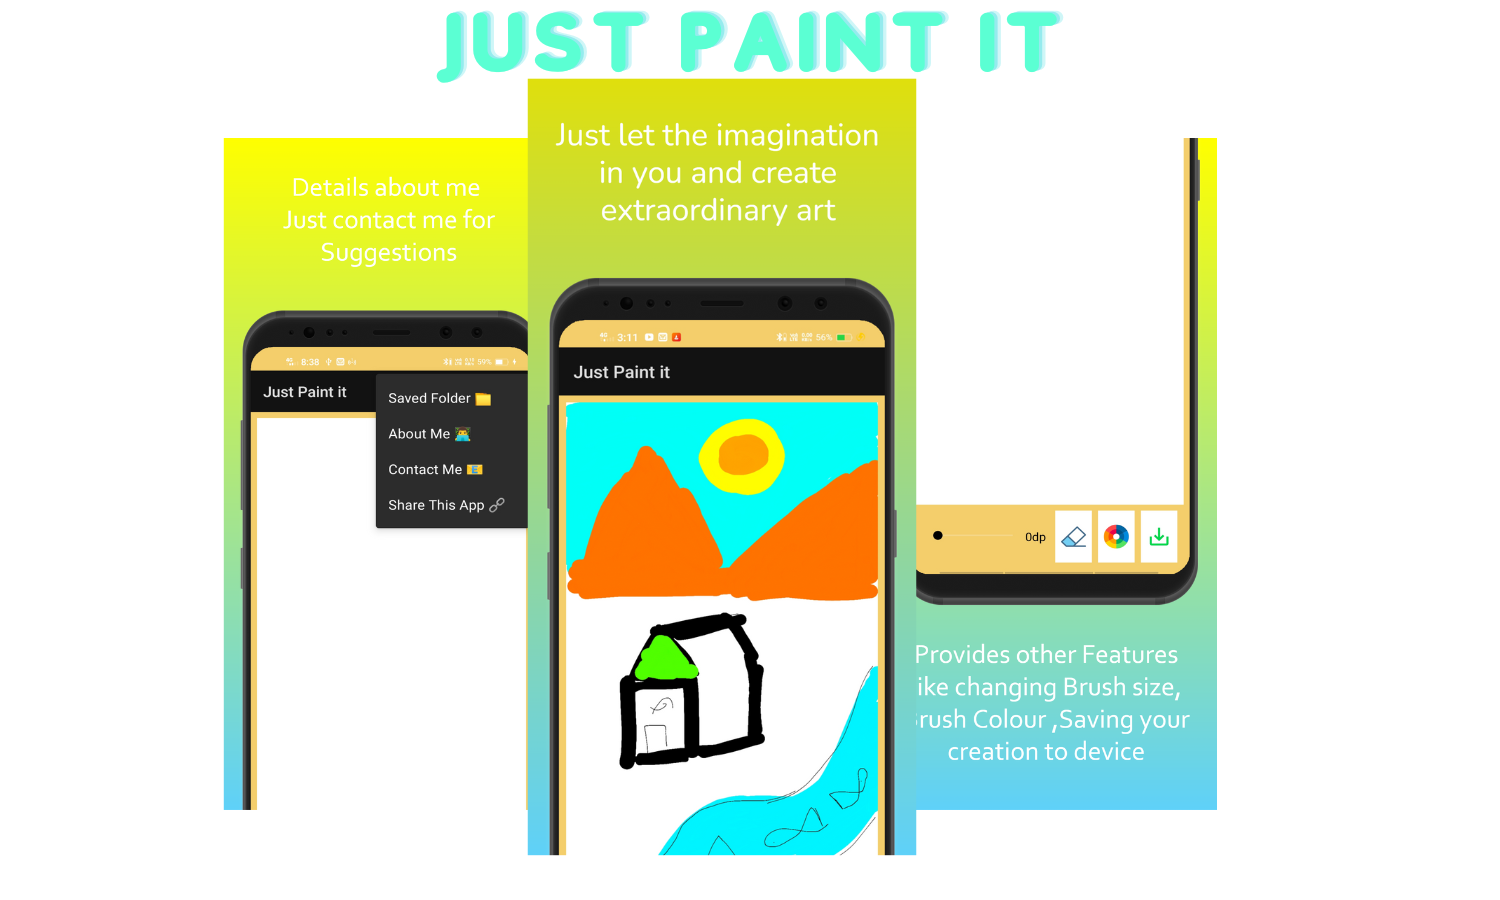 JUST PAINT IT
Details about me
Just contact me for
Suggestions
8:38
59%
Just Paint it
Saved Folder
About Me
Contact Me
Share This App
Just let the imagination
in you and create
extraordinary art
3:11
56%
Just Paint it
0dp
Provides other Features
ike changing Brush size,
rush Colour ,Saving your
creation to device